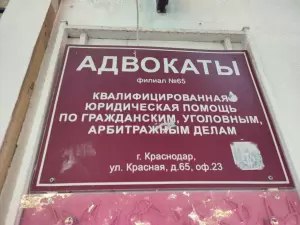 АДВОКАТЫ
филиал №65
КВАЛИФИЦИРОВАННАЯ
ЮРИДИЧЕСКАЯ ПОМОЩЬ
ПО ГРАЖДАНСКИМ, УГОЛОВНЫМ,
АРБИТРАЖНЫМ ДЕЛАМ
г. Краснодар,
ул. Красная, д.65, оф.23